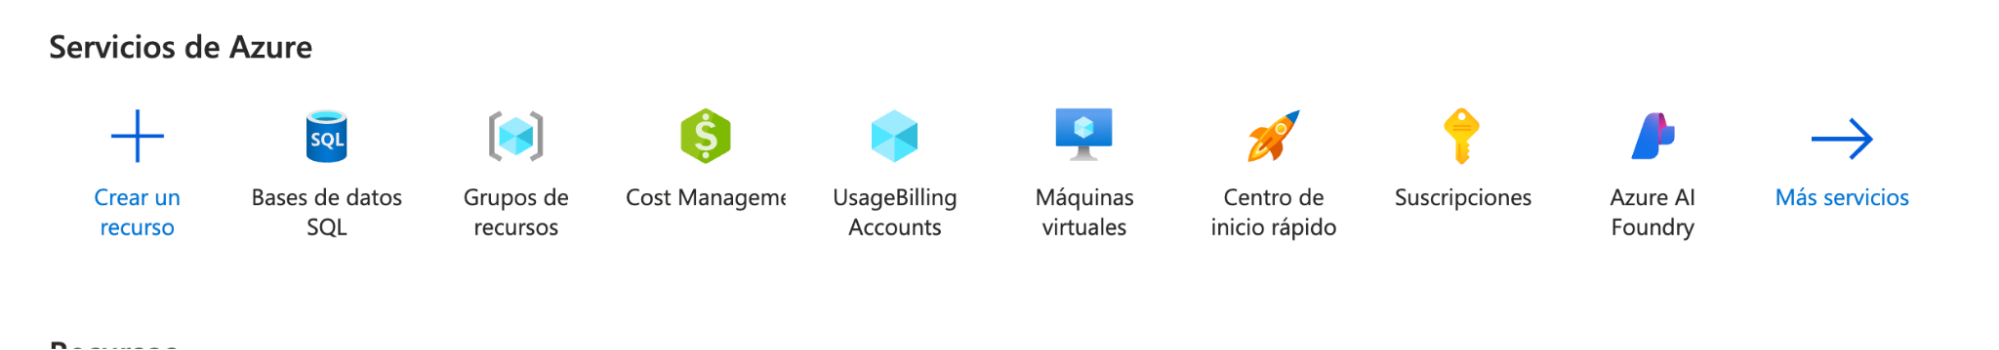 Servicios de Azure
SQL
Crear un
recurso
Bases de datos
SQL
Grupos de
recursos
Cost Manageme
UsageBilling
Accounts
Máquinas
virtuales
Centro de
inicio rápido
Suscripciones
Azure AI
Foundry
Más servicios